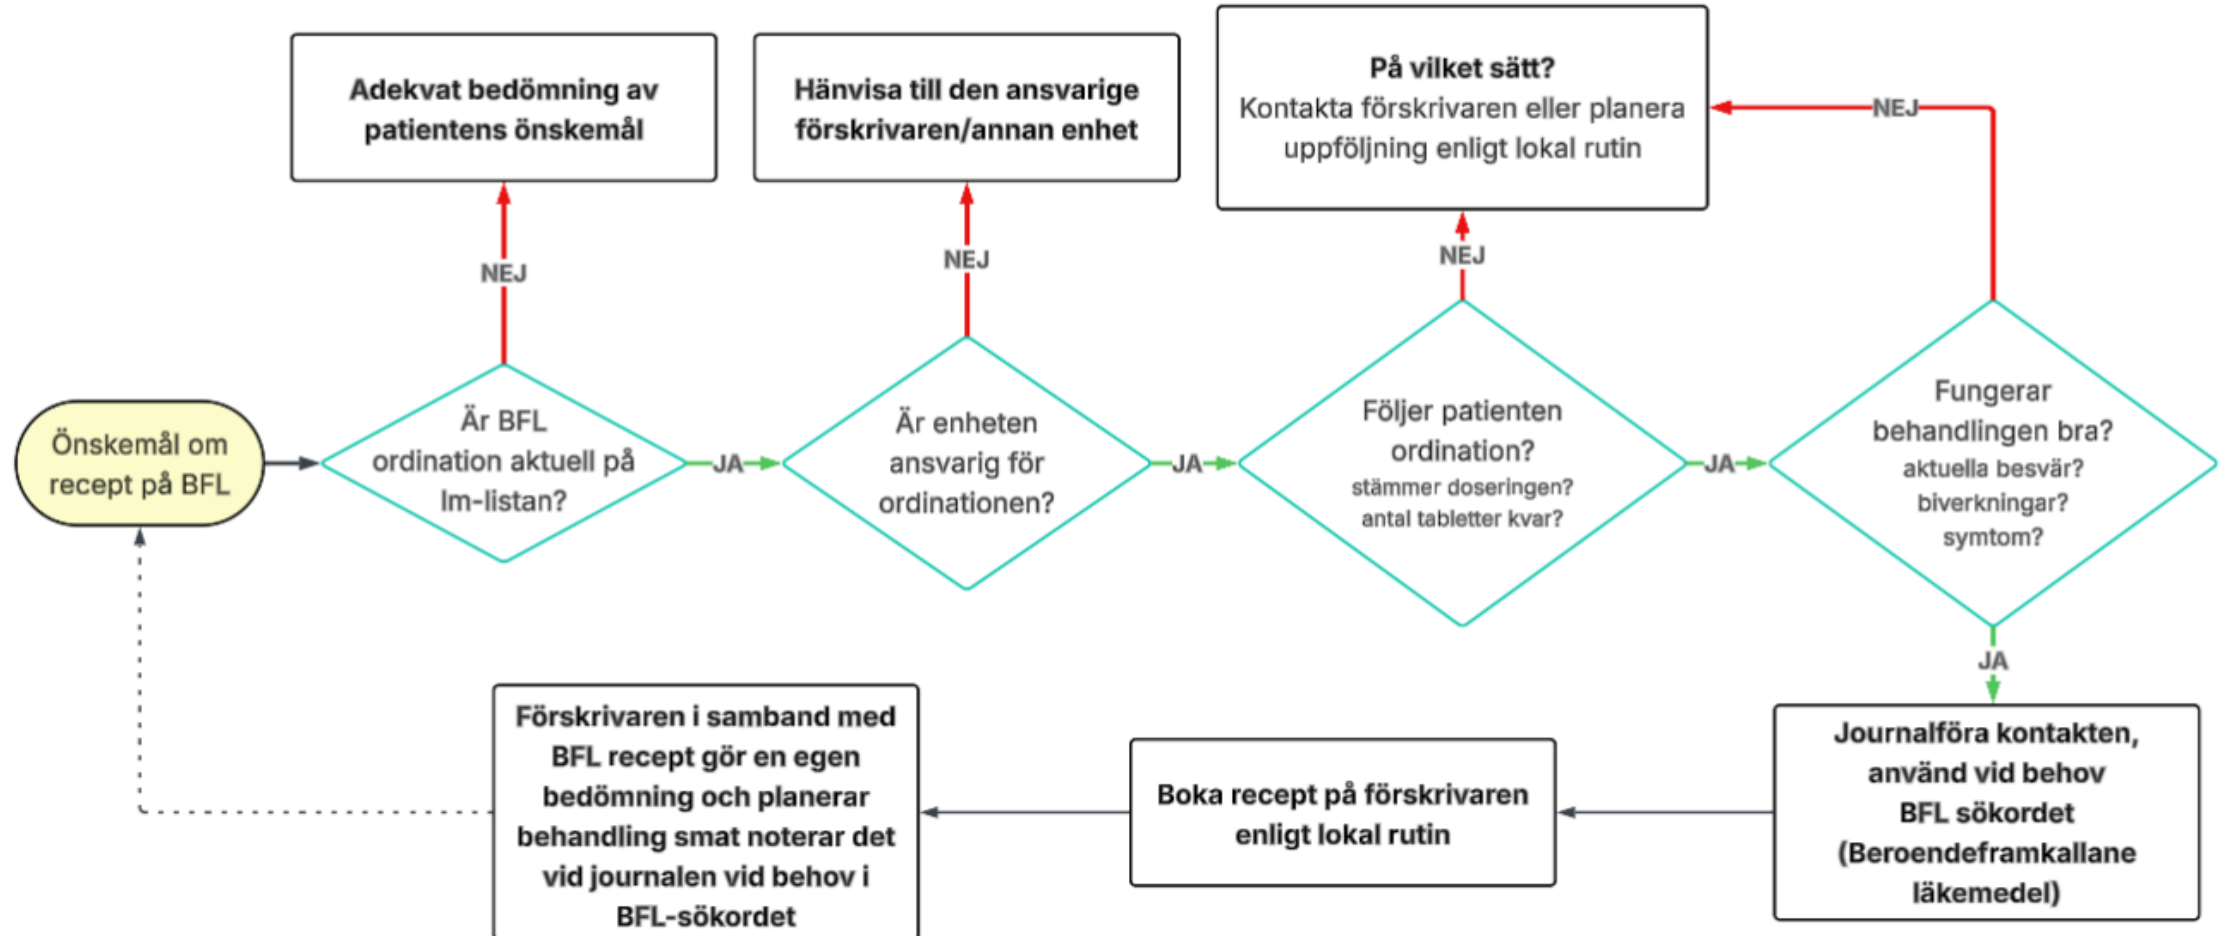 Adekvat bedömning av
patientens önskemål
Hänvisa till den ansvarige
förskrivaren/annan enhet
På vilket sätt?
Kontakta förskrivaren eller planera
uppföljning enligt lokal rutin
NEJ
NEJ
NEJ
NEJ
Önskemål om
recept på BFL
Är BFL
ordination aktuell på
lm-listan?
JA
Är enheten
ansvarig för
ordinationen?
JA
Följer patienten
ordination?
stämmer doseringen?
antal tabletter kvar?
JA
Fungerar
behandlingen bra?
aktuella besvär?
biverkningar?
symtom?
JA
Förskrivaren i samband med
BFL recept gör en egen
bedömning och planerar
behandling smat noterar det
vid journalen vid behov i
BFL-sökordet
Boka recept på förskrivaren
enligt lokal rutin
Journalföra kontakten,
använd vid behov
BFL sökordet
(Beroendeframkallane
läkemedel)